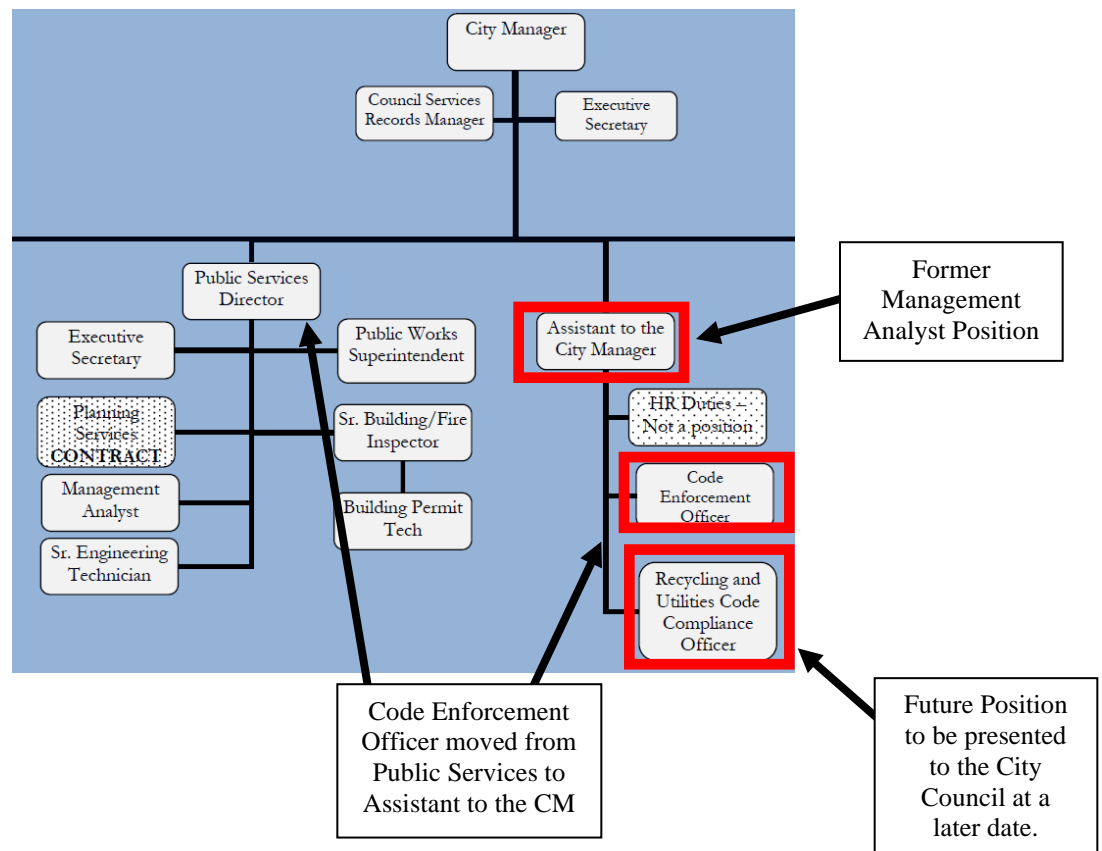 City Manager
Council Services
Records Manager
Executive
Secretary
Public Services
Director
Executive
Secretary
Public Works
Superintendent
Planning
Services
CONTRACT
Sr. Building/Fire
Inspector
Management
Analyst
Building Permit
Tech
Sr. Engineering
Technician
Assistant to the
City Manager
HR Duties –
Not a position
Code
Enforcement
Officer
Recycling and
Utilities Code
Compliance
Officer
Former
Management
Analyst Position
Code Enforcement
Officer moved from
Public Services to
Assistant to the CM
Future Position
to be presented
to the City
Council at a
later date.